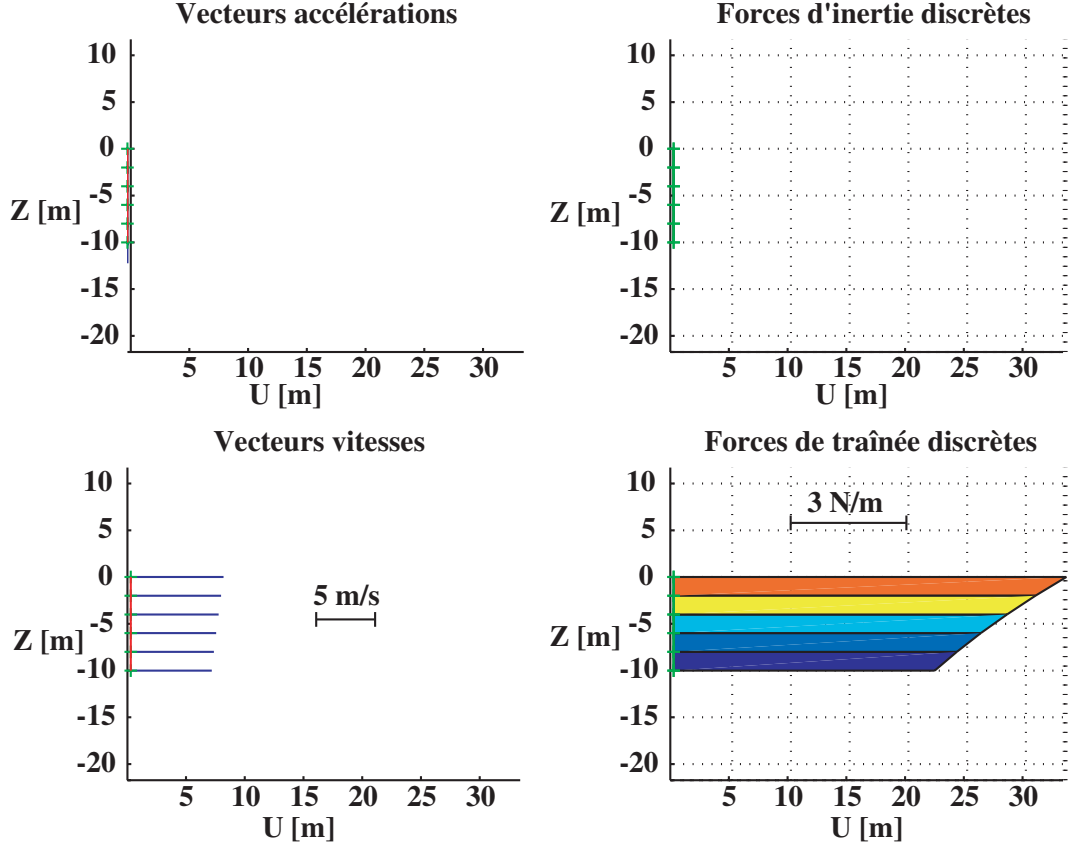 Vecteurs accélérations
10
5
0
-5
Z [m]
-10
-15
-20
5 10 15 20 25 30
U [m]
Forces d'inertie discrètes
10
5
0
-5
Z [m]
-10
-15
-20
5 10 15 20 25 30
U [m]
Vecteurs vitesses
10
5
0
5 m/s
-5
Z [m]
-10
-15
-20
5 10 15 20 25 30
U [m]
Forces de traînée discrètes
10
3 N/m
5
0
-5
Z [m]
-10
-15
-20
5 10 15 20 25 30
U [m]